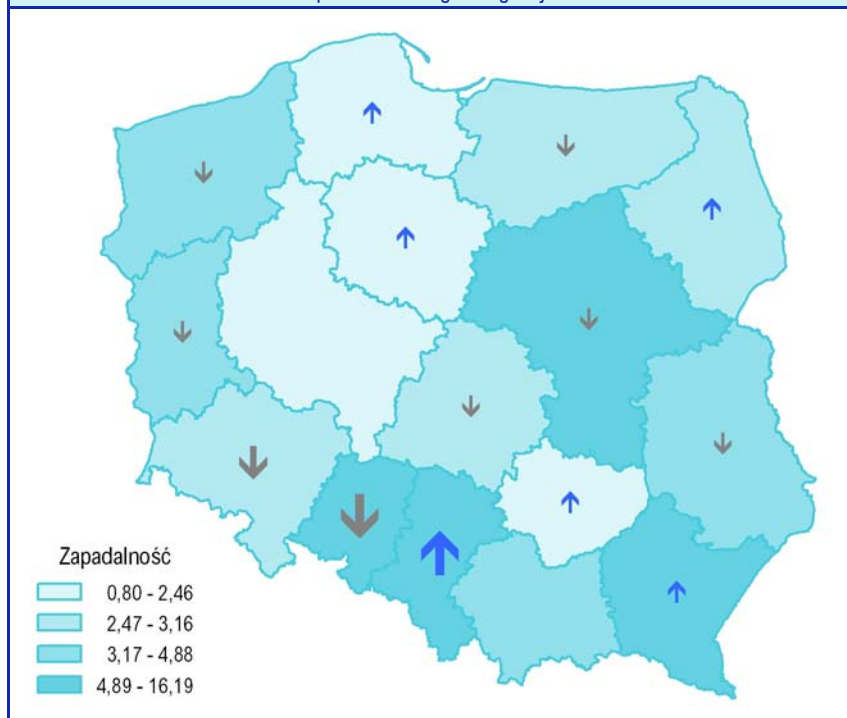 Zapadalność
0,80 - 2,46
2,47 - 3,16
3,17 - 4,88
4,89 - 16,19